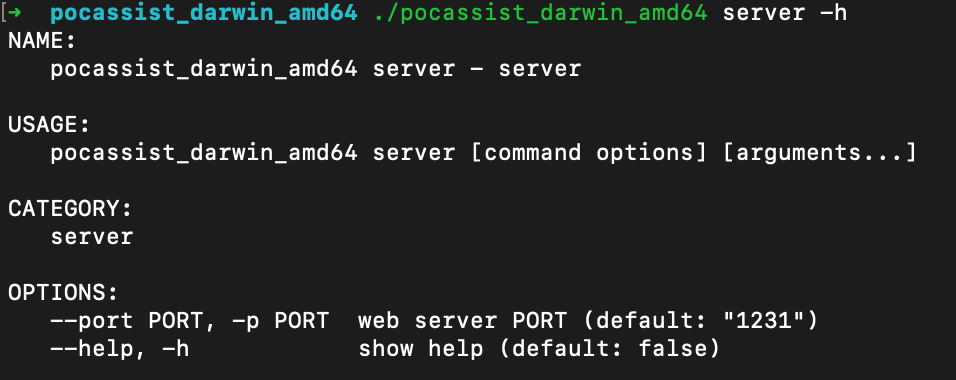 [→ pocassist_darwin_amd64 ./pocassist_darwin_amd64 server -h
NAME:
   pocassist_darwin_amd64 server - server

USAGE:
   pocassist_darwin_amd64 server [command options] [arguments...]

CATEGORY:
   server

OPTIONS:
   --port PORT, -p PORT  web server PORT (default: "1231")
   --help, -h            show help (default: false)